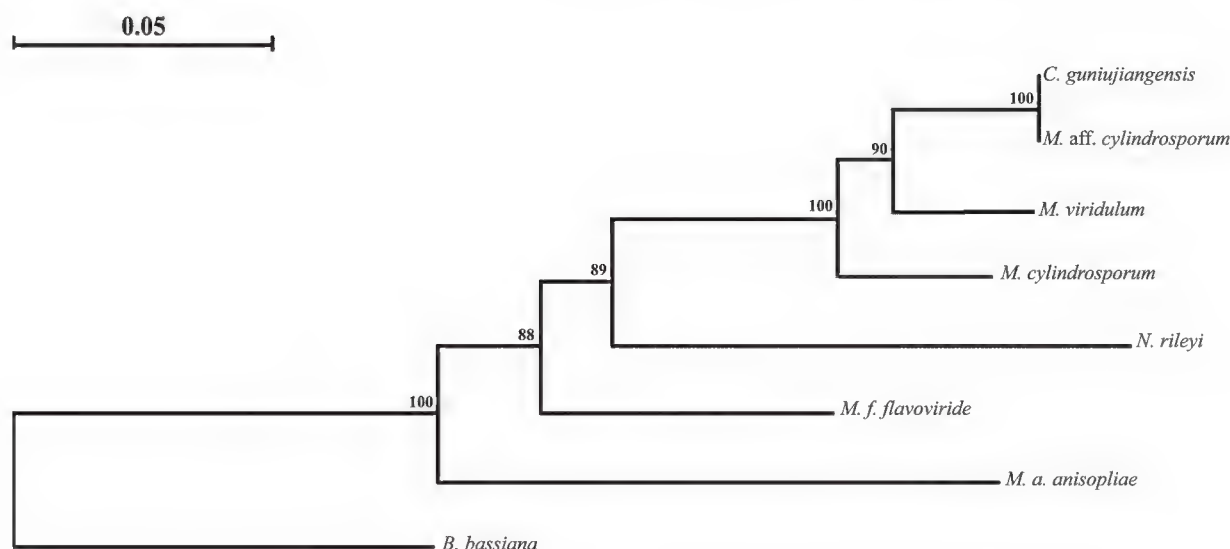 0.05
C. guniujiangensis
100
M. aff. cylindrosporum
90
M. viridulum
100
M. cylindrosporum
89
N. rileyi
88
M. f. flavoviride
100
M. a. anisopliae
B. bassiana